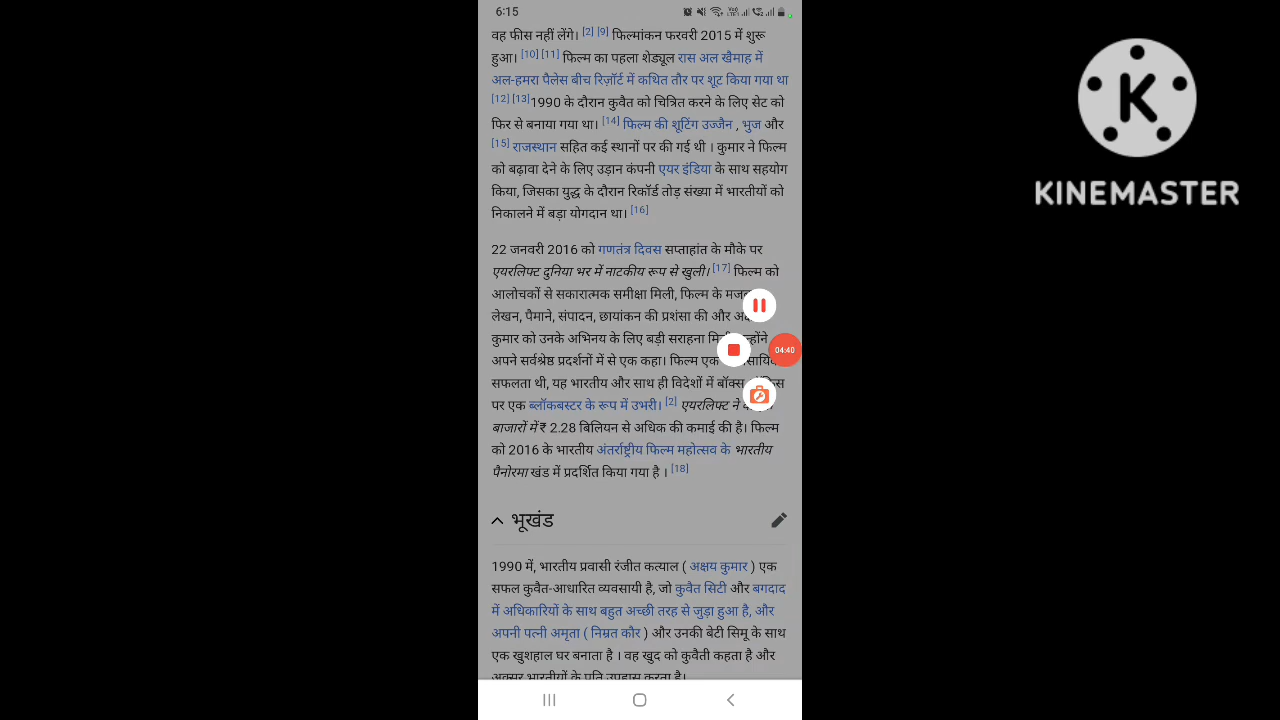 6:15
KINEMASTER
वह फीस नहीं लेंगे। [2] [9] फिल्मांकन फरवरी 2015 में शुरू
हुआ। [10] [11] फिल्म का पहला शेड्यूल रास अल खैमाह में
अल-हमरा पैलेस बीच रिज़ॉर्ट में कथित तौर पर शूट किया गया था
[12] [13]1990 के दौरान कुवैत को चित्रित करने के लिए सेट को
फिर से बनाया गया था। [14] फिल्म की शूटिंग उज्जैन , भुज और
[15] राजस्थान सहित कई स्थानों पर की गई थी । कुमार ने फिल्म
को बढ़ावा देने के लिए उड़ान कंपनी एयर इंडिया के साथ सहयोग
किया, जिसका युद्ध के दौरान रिकॉर्ड तोड़ संख्या में भारतीयों को
निकालने में बड़ा योगदान था। [16]
22 जनवरी 2016 को गणतंत्र दिवस सप्ताहांत के मौके पर
एयरलिफ्ट दुनिया भर में नाटकीय रूप से खुली। [17] फिल्म को
आलोचकों से सकारात्मक समीक्षा मिली, फिल्म के
लेखन, पैमाने, संपादन, छायांकन की प्रशंसा की और
कुमार को उनके अभिनय के लिए बड़ी सराहना
अपने सर्वश्रेष्ठ प्रदर्शनों में से एक कहा। फिल्म एक
04:40
सफलता थी, यह भारतीय और साथ ही विदेशों में बॉक्स
पर एक ब्लॉकबस्टर के रूप में उभरी। [2] एयरलिफ्ट ने
बाजारों में ₹ 2.28 बिलियन से अधिक की कमाई की है। फिल्म
को 2016 के भारतीय अंतर्राष्ट्रीय फिल्म महोत्सव के भारतीय
पैनोरमा खंड में प्रदर्शित किया गया है । [18]
भूखंड
1990 में, भारतीय प्रवासी रंजीत कत्याल ( अक्षय कुमार ) एक
सफल कुवैत-आधारित व्यवसायी है, जो कुवैत सिटी और बगदाद
में अधिकारियों के साथ बहुत अच्छी तरह से जुड़ा हुआ है, और
अपनी पत्नी अमृता ( निम्रत कौर ) और उनकी बेटी सिमू के साथ
एक खुशहाल घर बनाता है । वह खुद को कुवैती कहता है और
अक्सर भारतीयों के प्रति उपहास करता है।